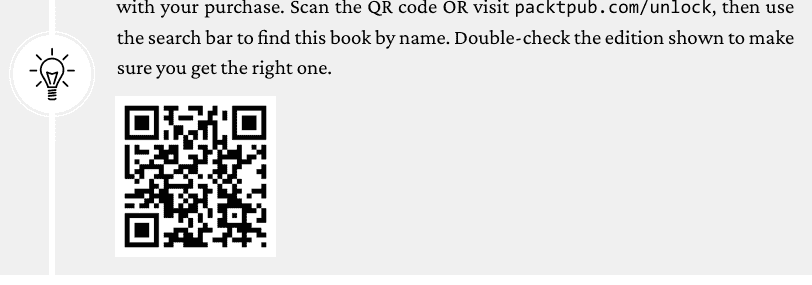 with your purchase. Scan the QR code OR visit packtpub.com/unlock, then use
the search bar to find this book by name. Double-check the edition shown to make
sure you get the right one.